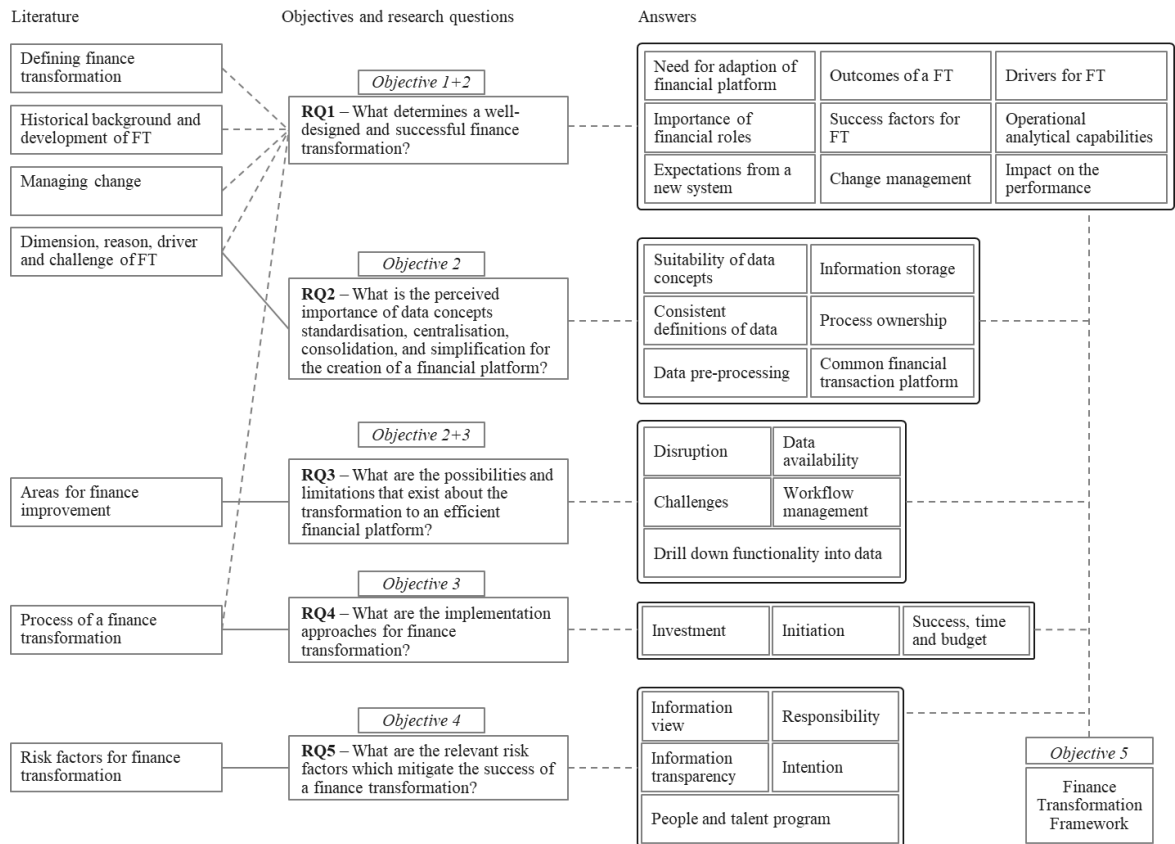 Literature
Objectives and research questions
Answers
Defining finance
transformation
Historical background and
development of FT
Managing change
Dimension, reason, driver
and challenge of FT
Areas for finance
improvement
Process of a finance
transformation
Risk factors for finance
transformation
Objective 1+2
RQ1 – What determines a well-
designed and successful finance
transformation?
Objective 2
RQ2 – What is the perceived
importance of data concepts
standardisation, centralisation,
consolidation, and simplification for
the creation of a financial platform?
Objective 2+3
RQ3 – What are the possibilities and
limitations that exist about the
transformation to an efficient
financial platform?
Objective 3
RQ4 – What are the implementation
approaches for finance
transformation?
Objective 4
RQ5 – What are the relevant risk
factors which mitigate the success of
a finance transformation?
Need for adaption of
financial platform
Outcomes of a FT
Drivers for FT
Importance of
financial roles
Success factors for
FT
Operational
analytical capabilities
Expectations from a
new system
Change management
Impact on the
performance
Suitability of data
concepts
Information storage
Consistent
definitions of data
Process ownership
Data pre-processing
Common financial
transaction platform
Disruption
Data
availability
Challenges
Workflow
management
Drill down functionality into data
Investment
Initiation
Success, time
and budget
Information
view
Responsibility
Information
transparency
Intention
People and talent program
Objective 5
Finance
Transformation
Framework